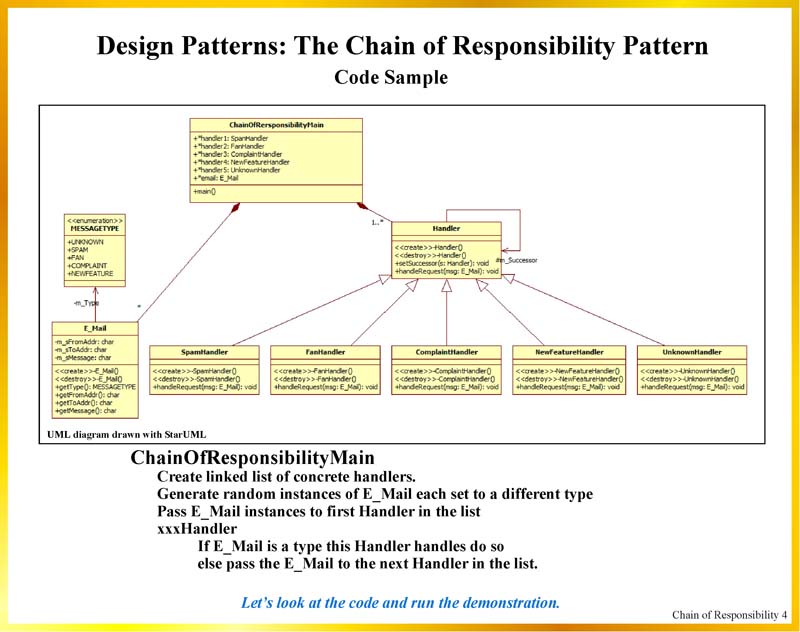 Design Patterns: The Chain of Responsibility Pattern
Code Sample
ChainOfRersponsibilityMain
+*handler1: SpanHandler
+*handler2: FanHandler
+*handler3: ComplaintHandler
+*handler4: NewFeatureHandler
+*handler5: UnknownHandler
+*email: E_Mail
+main()
<<enumeration>>
MESSAGETYPE
+UNKNOWN
+SPAM
+FAN
+COMPLAINT
+NEWFEATURE
1..*
Handler
<<create>>-Handler()
<<destroy>>-Handler()
+setSuccessor(s: Handler): void
+handleRequest(msg: E_Mail): void
#m_Successor
-m_Type
*
E_Mail
-m_sFromAddr: char
-m_sToAddr: char
-m_sMessage: char
<<create>>-E_Mail()
<<destroy>>-E_Mail()
+getType(): MESSAGETYPE
+getFromAddr(): char
+getToAddr(): char
+getMessage(): char
SpamHandler
<<create>>-SpamHandler()
<<destroy>>-SpamHandler()
+handleRequest(msg: E_Mail): void
FanHandler
<<create>>-FanHandler()
<<destroy>>-FanHandler()
+handleRequest(msg: E_Mail): void
ComplaintHandler
<<create>>-ComplaintHandler()
<<destroy>>-ComplaintHandler()
+handleRequest(msg: E_Mail): void
NewFeatureHandler
<<create>>-NewFeatureHandler()
<<destroy>>-NewFeatureHandler()
+handleRequest(msg: E_Mail): void
UnknownHandler
<<create>>-UnknownHandler()
<<destroy>>-UnknownHandler()
+handleRequest(msg: E_Mail): void
UML diagram drawn with StarUML
ChainOfResponsibilityMain
Create linked list of concrete handlers.
Generate random instances of E_Mail each set to a different type
Pass E_Mail instances to first Handler in the list
xxxHandler
If E_Mail is a type this Handler handles do so
else pass the E_Mail to the next Handler in the list.
Let's look at the code and run the demonstration.
Chain of Responsibility 4